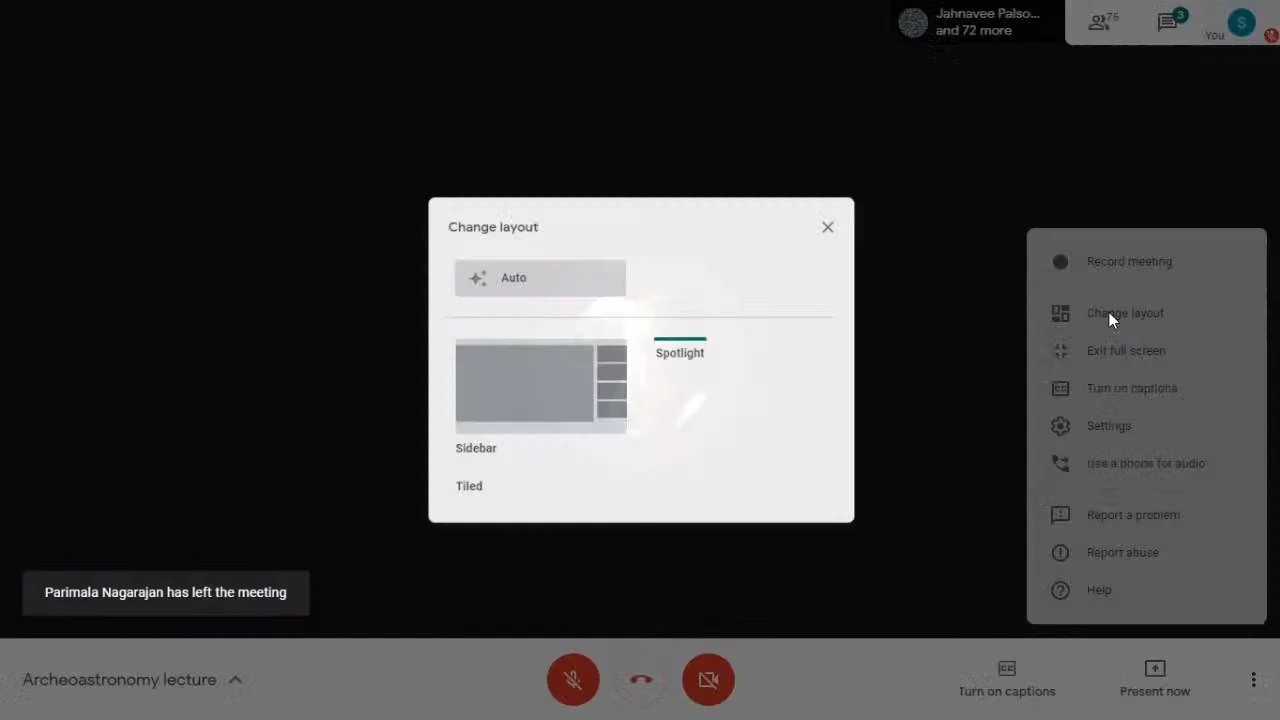 Jahnavee Palso...
and 72 more
76
3
You
S
Change layout
Auto
Spotlight
Sidebar
Tiled
Record meeting
Change layout
Exit full screen
Turn on captions
Settings
Use a phone for audio
Report a problem
Report abuse
Help
Parimala Nagarajan has left the meeting
Archeoastronomy lecture
Turn on captions
Present now